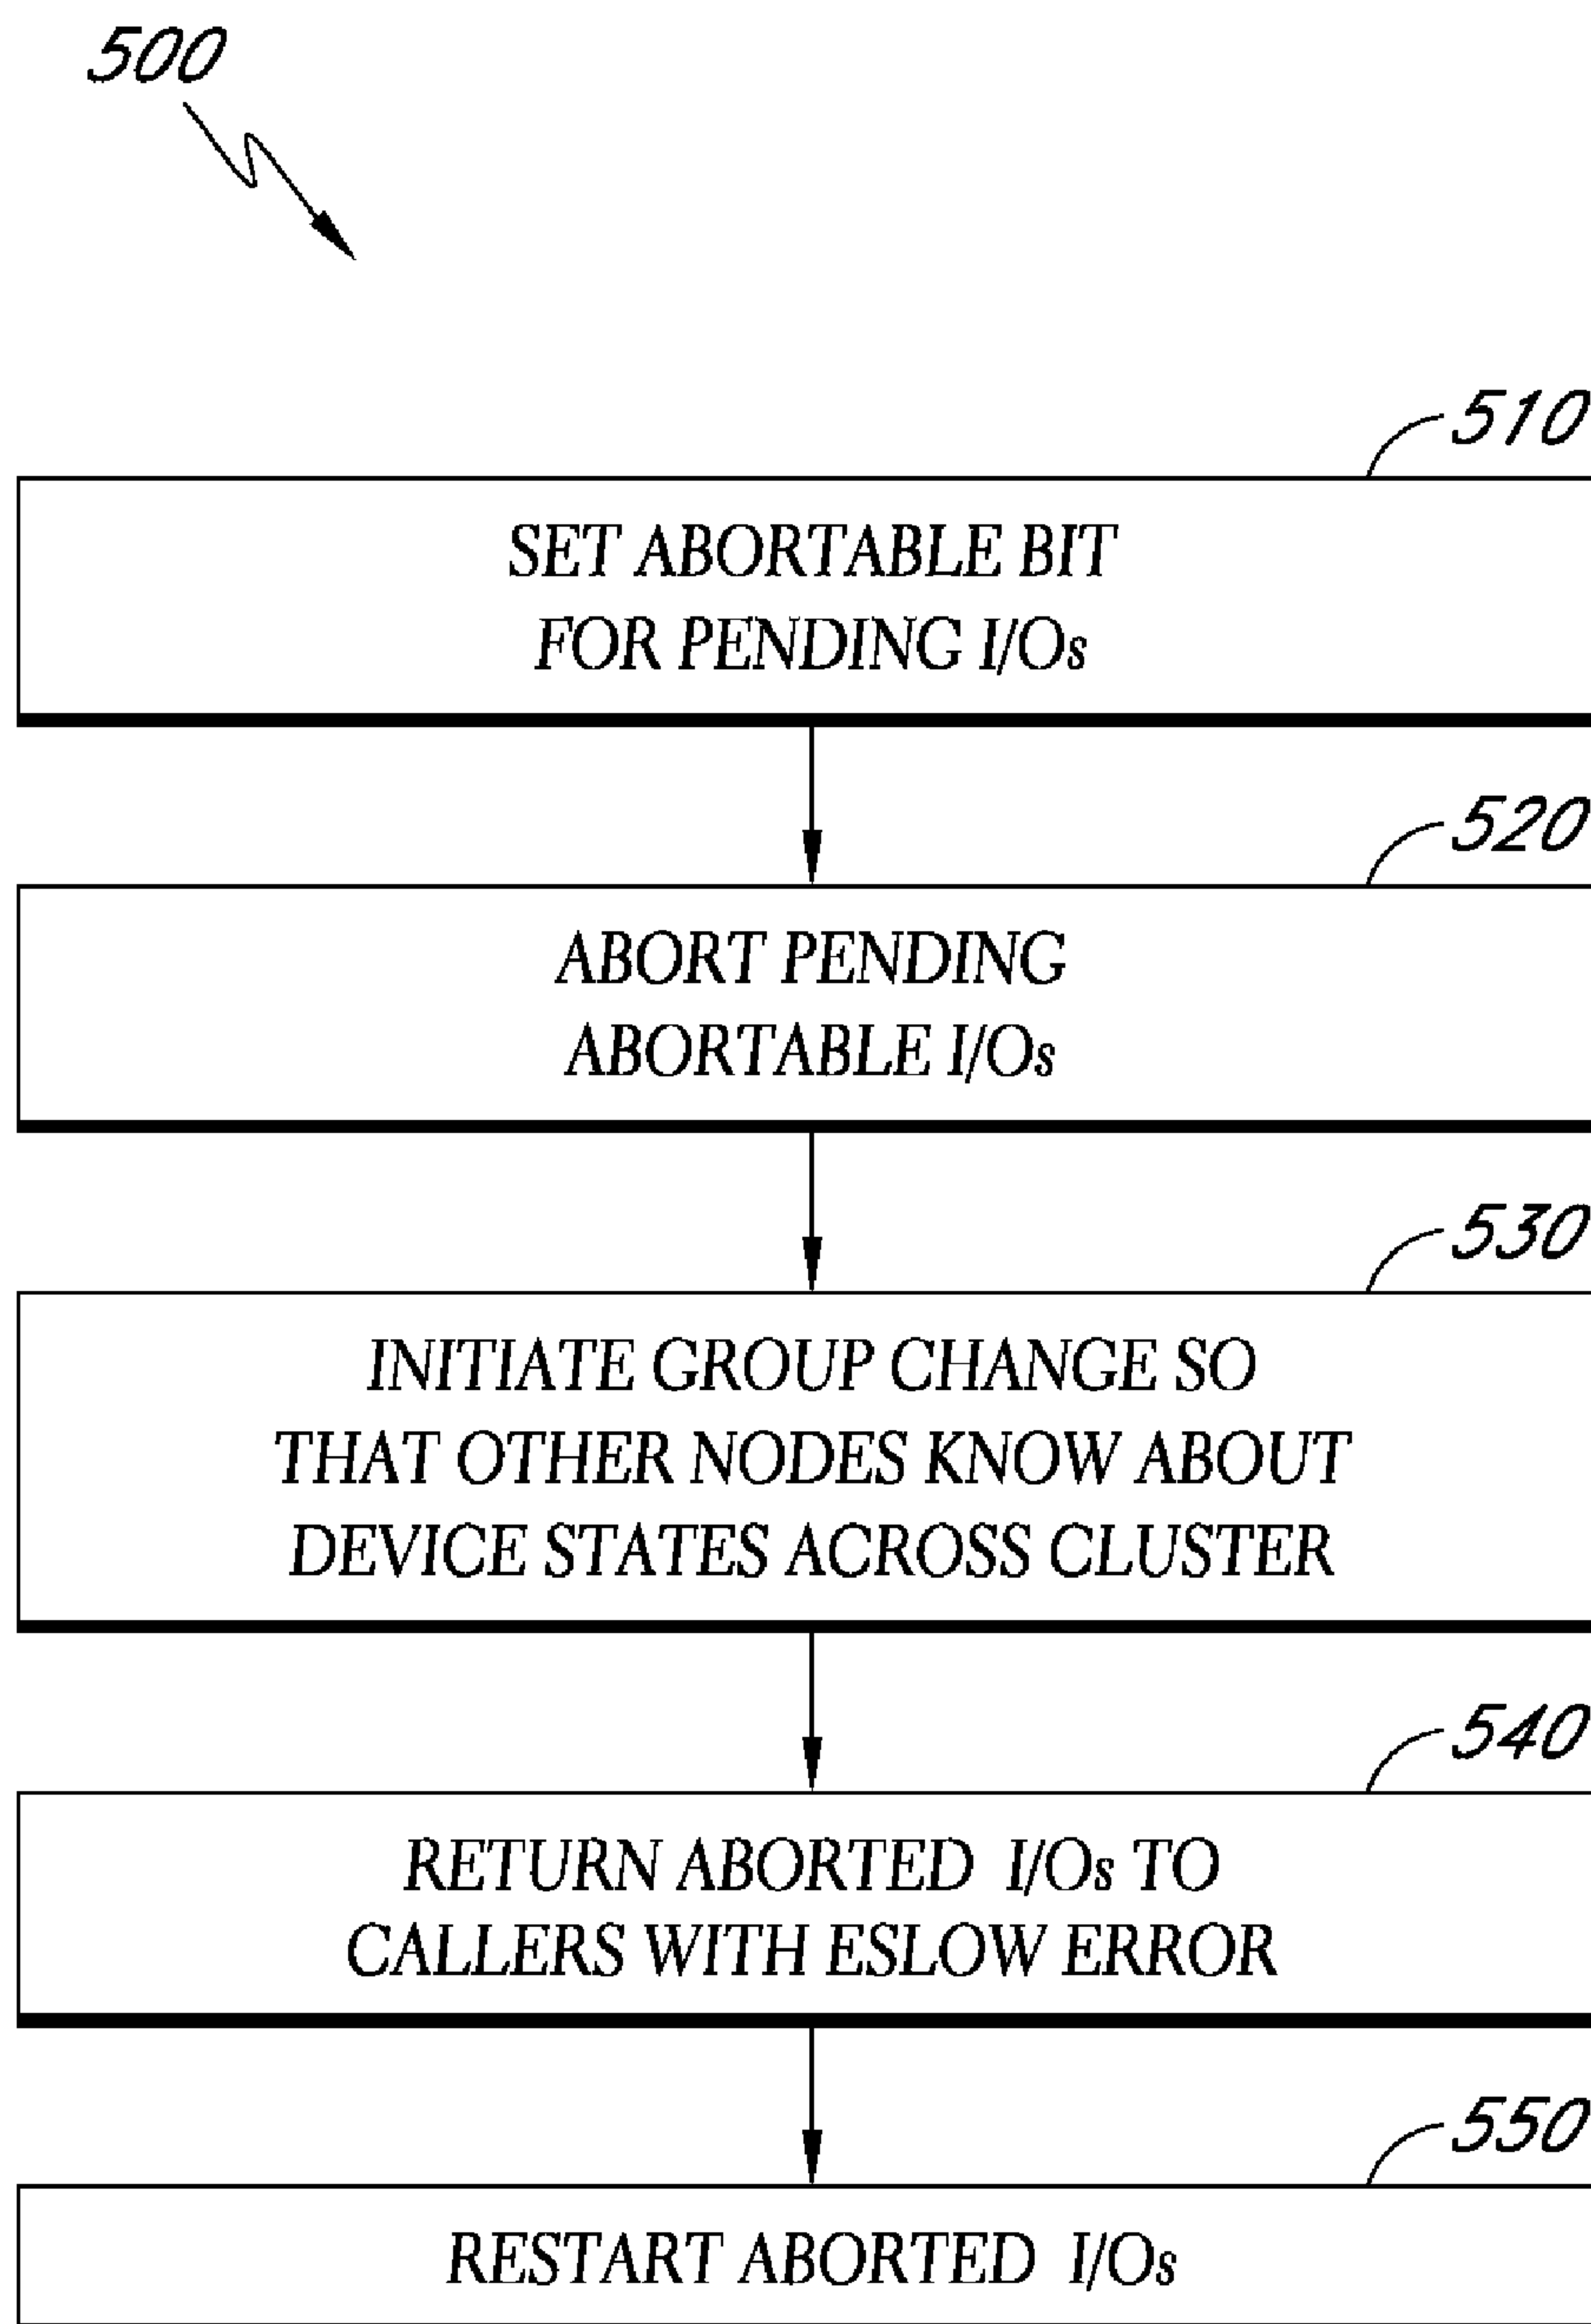 500
510
SET ABORTABLE BIT
FOR PENDING I/Os
520
ABORT PENDING
ABORTABLE I/Os
530
INITIATE GROUP CHANGE SO
THAT OTHER NODES KNOW ABOUT
DEVICE STATES ACROSS CLUSTER
540
RETURN ABORTED I/Os TO
CALLERS WITH ESLOW ERROR
550
RESTART ABORTED I/Os